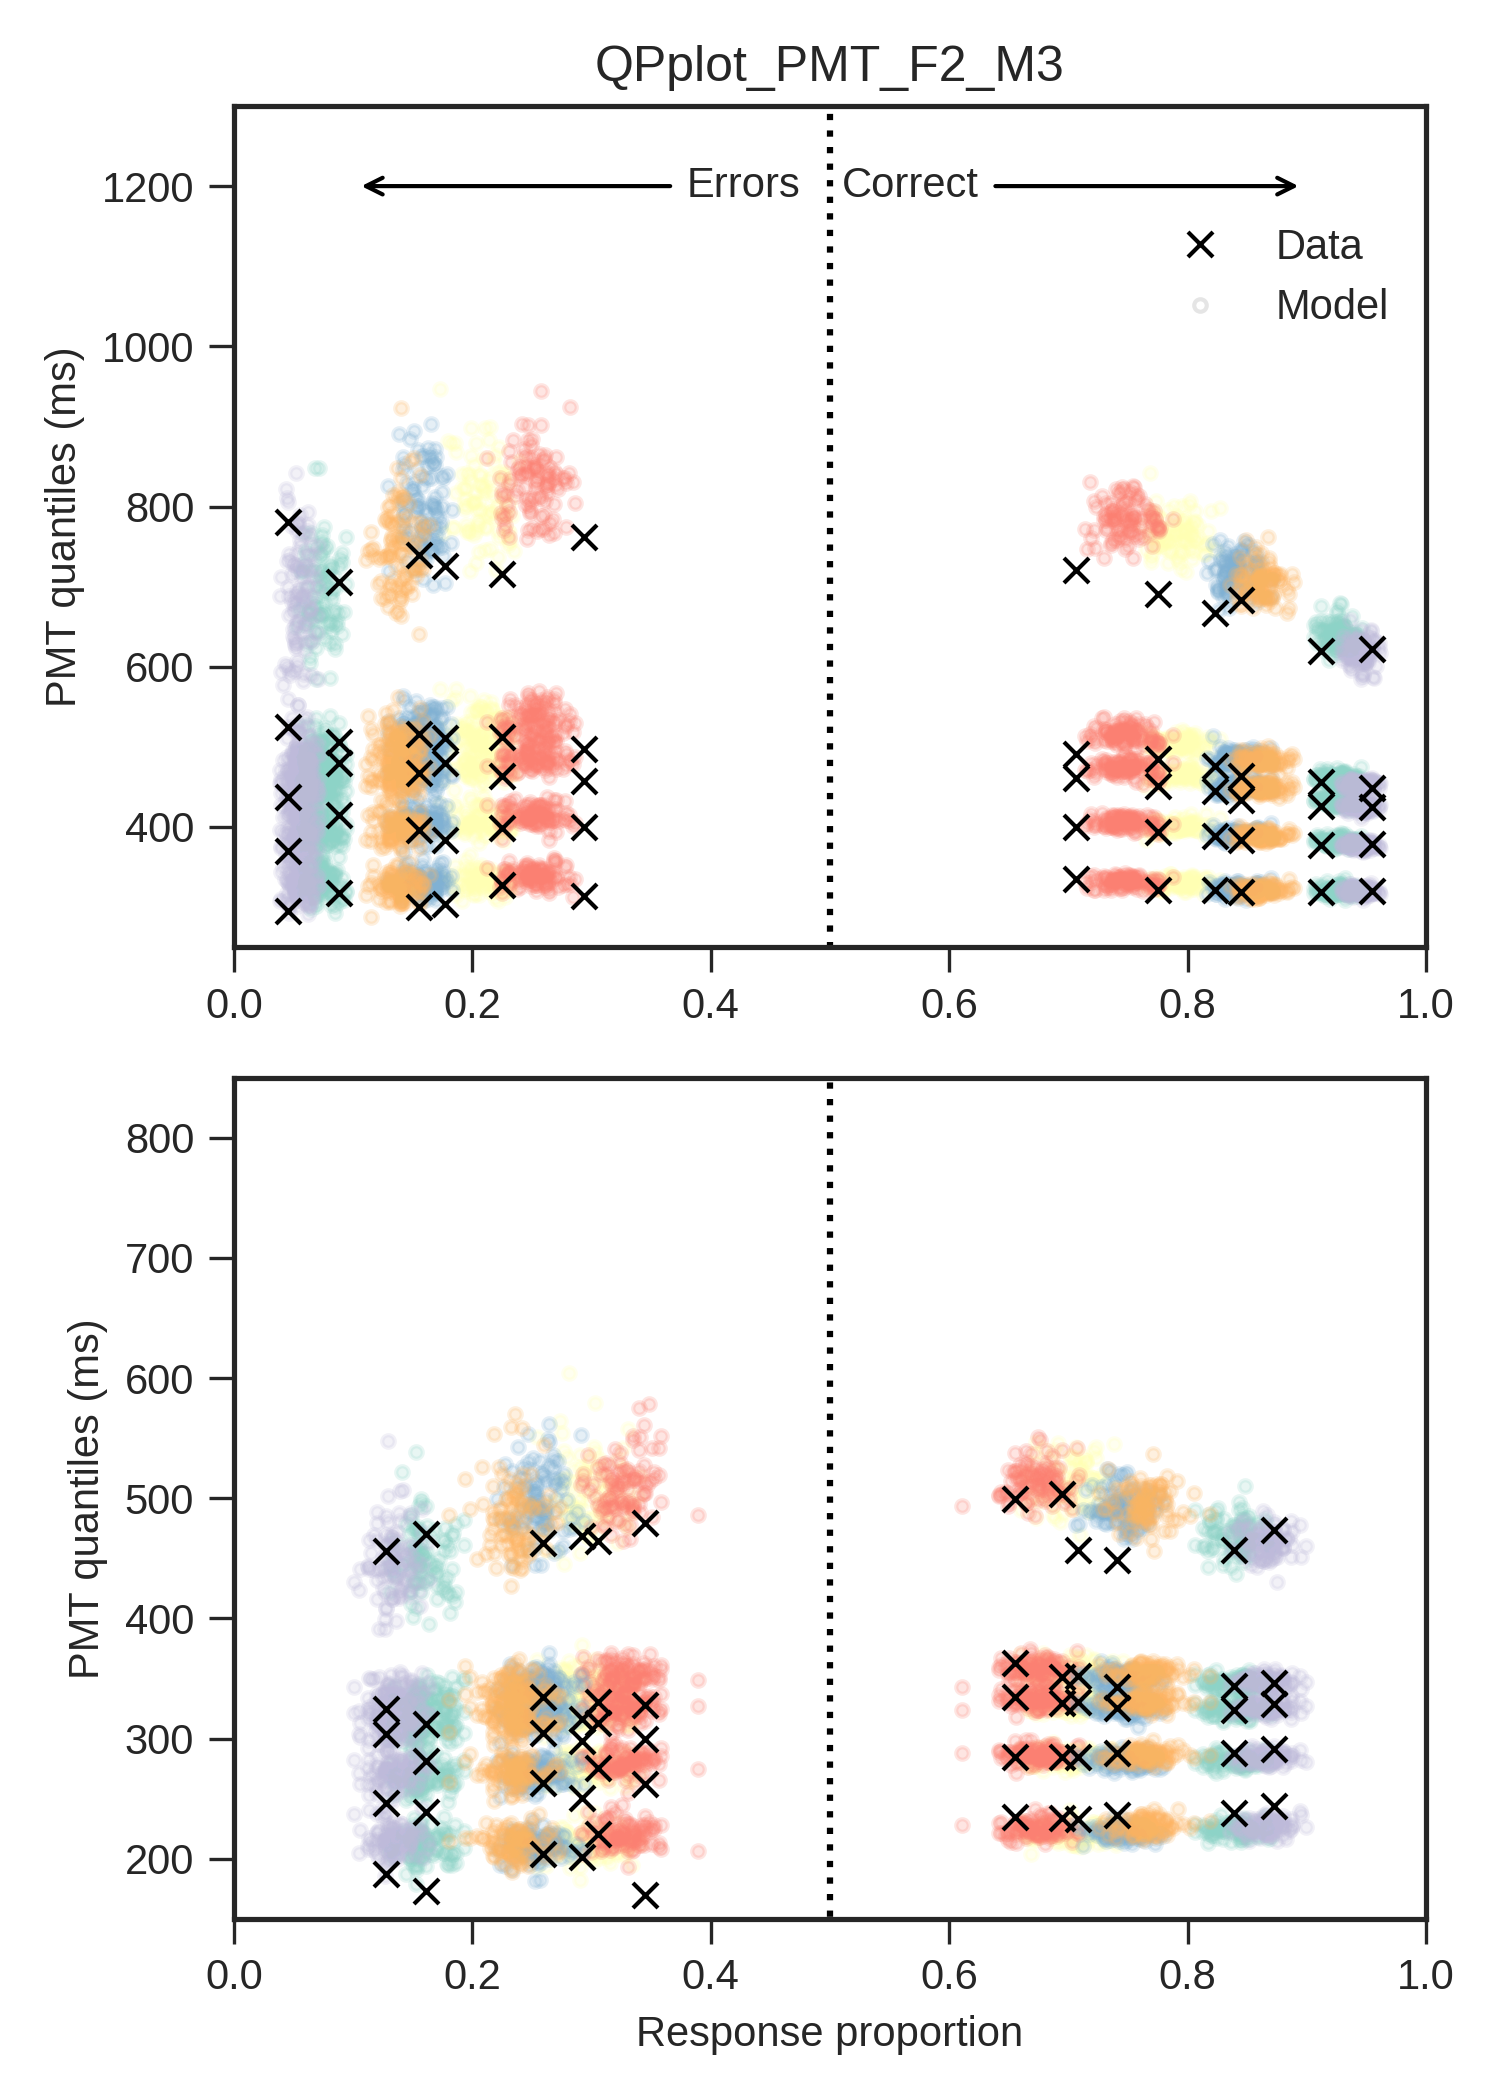 QPplot_PMT_F2_M3
PMT quantiles (ms)
1200
1000
800
600
400
Errors
Correct
Data
Model
0.0 0.2 0.4 0.6 0.8 1.0
PMT quantiles (ms)
800
700
600
500
400
300
200
0.0 0.2 0.4 0.6 0.8 1.0
Response proportion